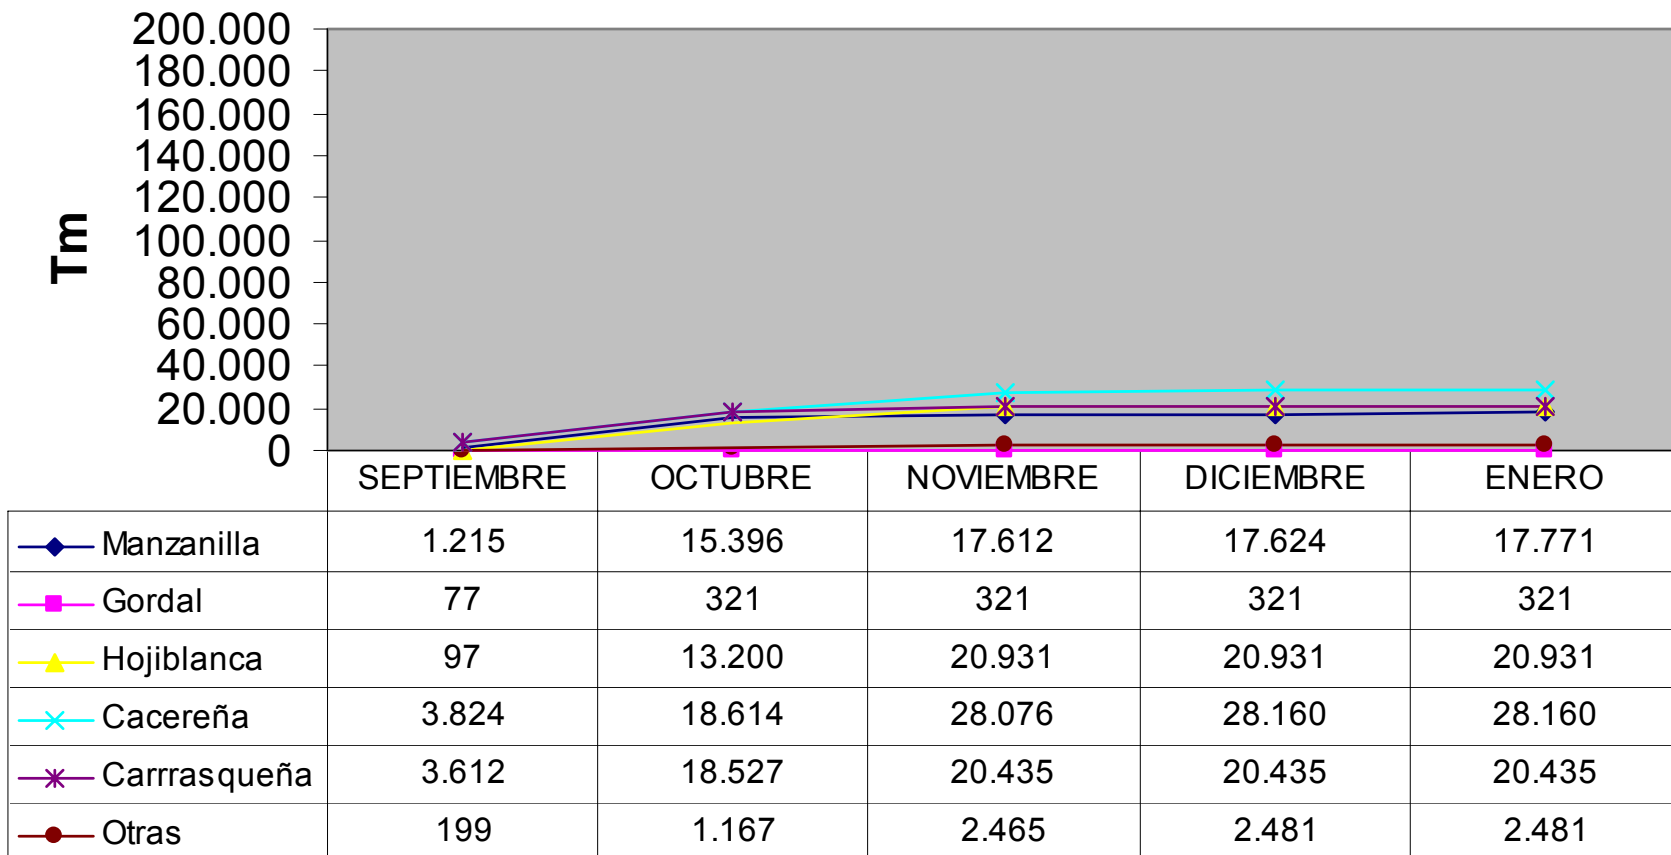 200.000
180.000
160.000
140.000
120.000
100.000
80.000
60.000
40.000
20.000
0
Tm
SEPTIEMBRE OCTUBRE NOVIEMBRE DICIEMBRE ENERO
Manzanilla 1.215 15.396 17.612 17.624 17.771
Gordal 77 321 321 321 321
Hojiblanca 97 13.200 20.931 20.931 20.931
Cacereña 3.824 18.614 28.076 28.160 28.160
Carrrasqueña 3.612 18.527 20.435 20.435 20.435
Otras 199 1.167 2.465 2.481 2.481